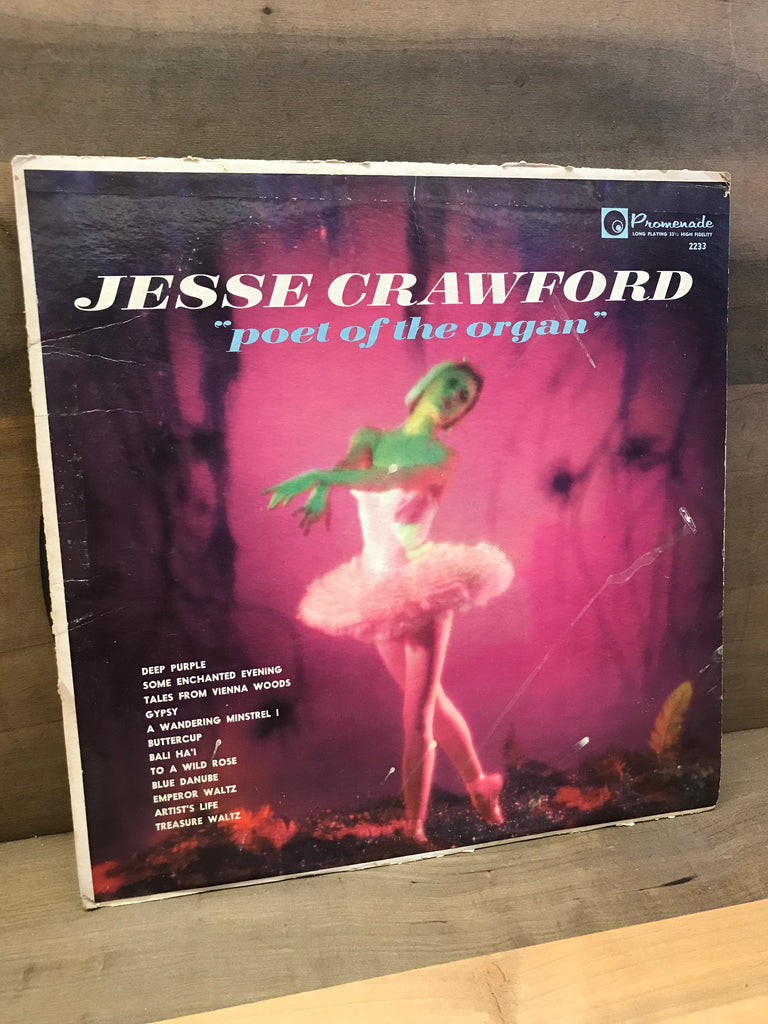 Promenade
LONG PLAYING 33⅓ HIGH FIDELITY
2233
JESSE CRAWFORD
"poet of the organ"
DEEP PURPLE
SOME ENCHANTED EVENING
TALES FROM VIENNA WOODS
GYPSY
A WANDERING MINSTREL I
BUTTERCUP
BALI HA'I
TO A WILD ROSE
BLUE DANUBE
EMPEROR WALTZ
ARTIST'S LIFE
TREASURE WALTZ